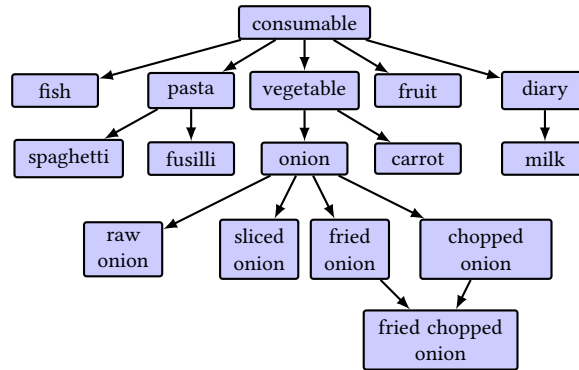 consumable
fish
pasta
vegetable
fruit
diary
spaghetti
fusilli
onion
carrot
milk
raw
onion
sliced
onion
fried
onion
chopped
onion
fried chopped
onion